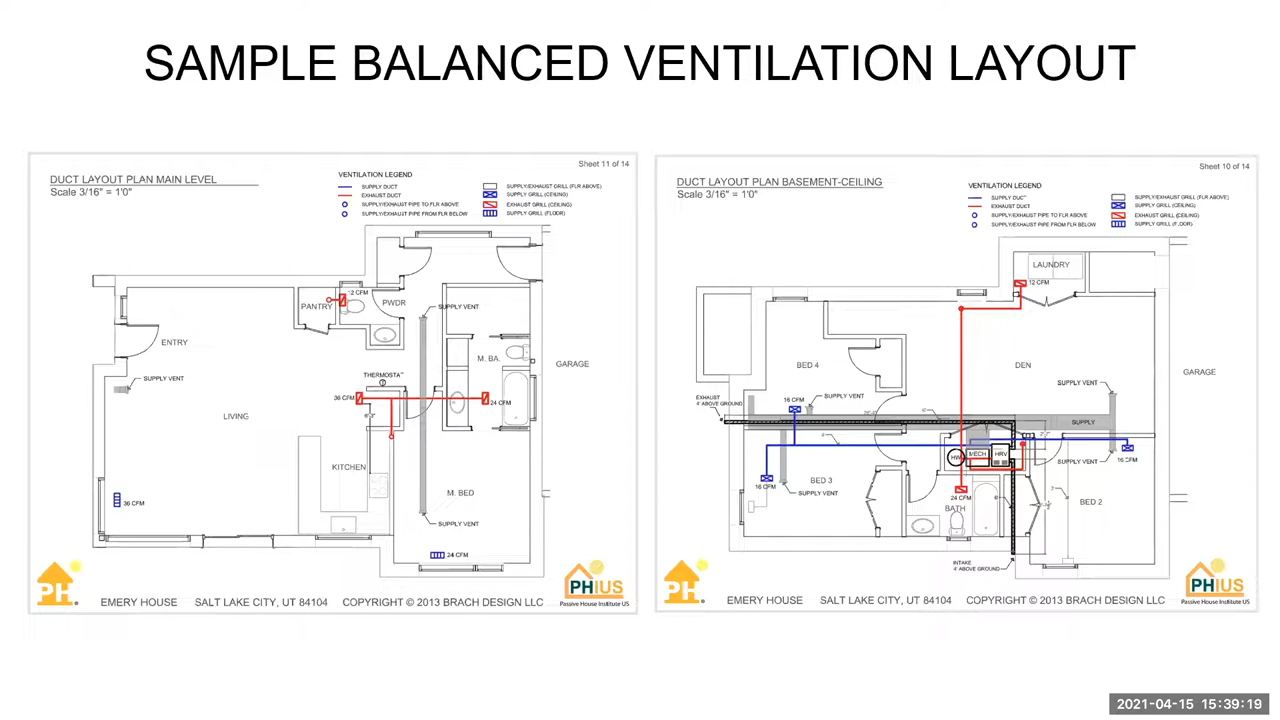 SAMPLE BALANCED VENTILATION LAYOUT
Sheet 11 of 14
DUCT LAYOUT PLAN MAIN LEVEL
Scale 3/16" = 1'0"
VENTILATION LEGEND
SUPPLY DUCT
EXHAUST DUCT
SUPPLY/EXHAUST PIPE TO FLR ABOVE
SUPPLY/EXHAUST PIPE FROM FLR BELOW
SUPPLY/EXHAUST GRILL (FLR ABOVE)
SUPPLY GRILL (CEILING)
EXHAUST GRILL (CEILING)
SUPPLY GRILL (FLOOR)
PANTRY
12 CFM
PWDR
SUPPLY VENT
ENTRY
M. BA.
GARAGE
THERMOSTAT
SUPPLY VENT
36 CFM
24 CFM
LIVING
KITCHEN
M. BED
36 CFM
SUPPLY VENT
24 CFM
PH
PHIUS
Passive House Institute US
EMERY HOUSE SALT LAKE CITY, UT 84104 COPYRIGHT © 2013 BRACH DESIGN LLC
Sheet 10 of 14
DUCT LAYOUT PLAN BASEMENT-CEILING
Scale 3/16" = 1'0"
VENTILATION LEGEND
SUPPLY DUCT
EXHAUST DUCT
SUPPLY/EXHAUST PIPE TO FLR ABOVE
SUPPLY/EXHAUST PIPE FROM FLR BELOW
SUPPLY/EXHAUST GRILL (FLR ABOVE)
SUPPLY GRILL (CEILING)
EXHAUST GRILL (CEILING)
SUPPLY GRILL (FLOOR)
LAUNDRY
12 CFM
BED 4
DEN
GARAGE
SUPPLY VENT
EXHAUST
4' ABOVE GROUND
16 CFM
SUPPLY VENT
SUPPLY
HW
MECH
HRV
SUPPLY VENT
16 CFM
BED 3
16 CFM
SUPPLY VENT
24 CFM
BATH
BED 2
INTAKE
4' ABOVE GROUND
PH
PHIUS
Passive House Institute US
EMERY HOUSE SALT LAKE CITY, UT 84104 COPYRIGHT © 2013 BRACH DESIGN LLC
2021-04-15 15:39:19